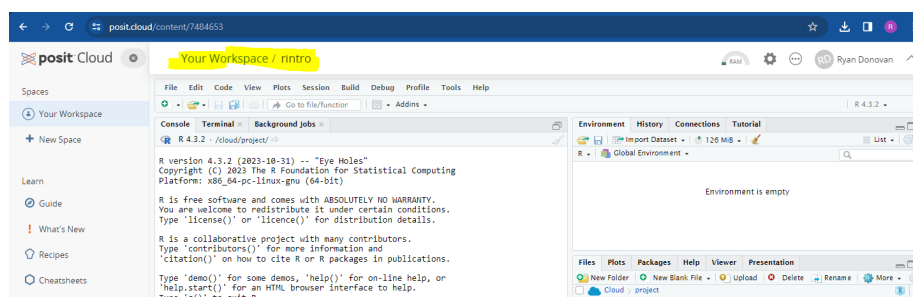 posit.cloud/content/7484653
R
posit Cloud
Your Workspace / rintro
RAM
RD
Ryan Donovan
Spaces
Your Workspace
New Space
Learn
Guide
What's New
Recipes
Cheatsheets
File Edit Code View Plots Session Build Debug Profile Tools Help
Go to file/function
Addins
R 4.3.2
Console Terminal × Background Jobs ×
R 4.3.2 · /cloud/project/
R version 4.3.2 (2023-10-31) -- "Eye Holes"
Copyright (C) 2023 The R Foundation for Statistical Computing
Platform: x86_64-pc-linux-gnu (64-bit)
R is free software and comes with ABSOLUTELY NO WARRANTY.
You are welcome to redistribute it under certain conditions.
Type 'license()' or 'licence()' for distribution details.
R is a collaborative project with many contributors.
Type 'contributors()' for more information and
'citation()' on how to cite R or R packages in publications.
Type 'demo()' for some demos, 'help()' for on-line help, or
'help.start()' for an HTML browser interface to help.
Type 'q()' to quit R.
Environment History Connections Tutorial
Import Dataset 126 MiB List
R Global Environment
Environment is empty
Files Plots Packages Help Viewer Presentation
New Folder New Blank File Upload Delete Rename More
Cloud project